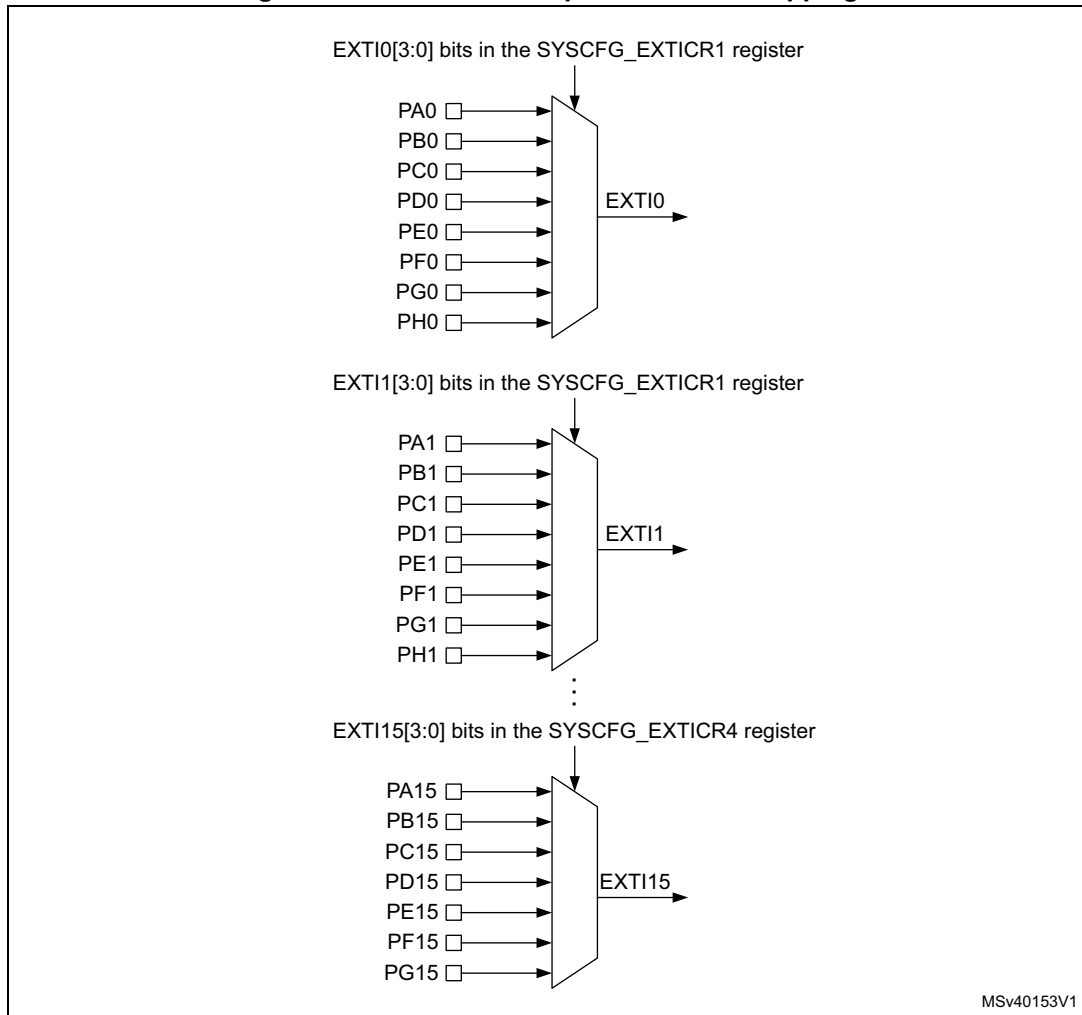 EXTI0[3:0] bits in the SYSCFG_EXTICR1 register
PA0
PB0
PC0
PD0
EXTI0
PE0
PF0
PG0
PH0
EXTI1[3:0] bits in the SYSCFG_EXTICR1 register
PA1
PB1
PC1
PD1
EXTI1
PE1
PF1
PG1
PH1
EXTI15[3:0] bits in the SYSCFG_EXTICR4 register
PA15
PB15
PC15
PD15
EXTI15
PE15
PF15
PG15
MSv40153V1